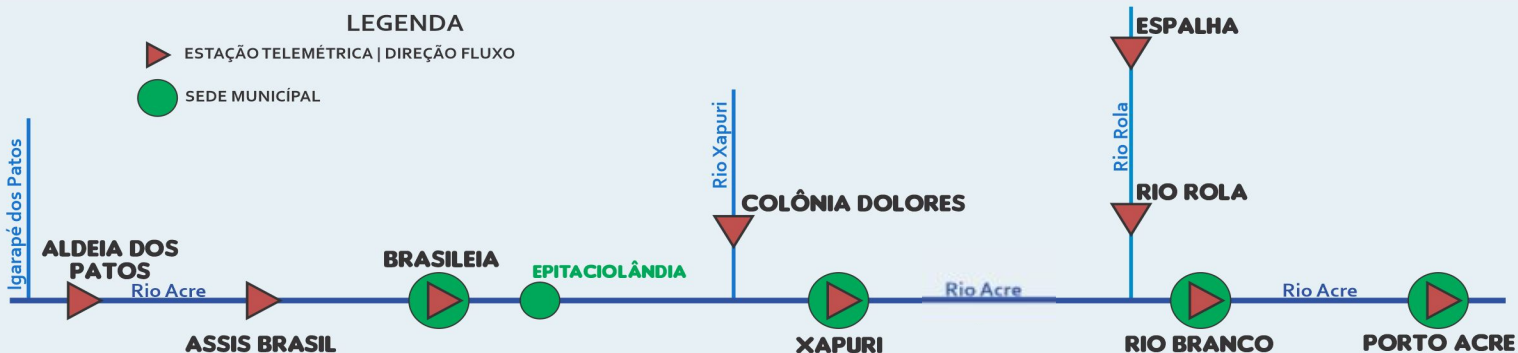 LEGENDA
ESTAÇÃO TELEMÉTRICA | DIREÇÃO FLUXO
SEDE MUNICÍPAL
Igarapé dos Patos
ALDEIA DOS
PATOS
Rio Acre
ASSIS BRASIL
BRASILEIA
EPITACIOLÂNDIA
Rio Xapuri
COLÔNIA DOLORES
XAPURI
Rio Acre
ESPALHA
Rio Rola
RIO ROLA
RIO BRANCO
Rio Acre
PORTO ACRE